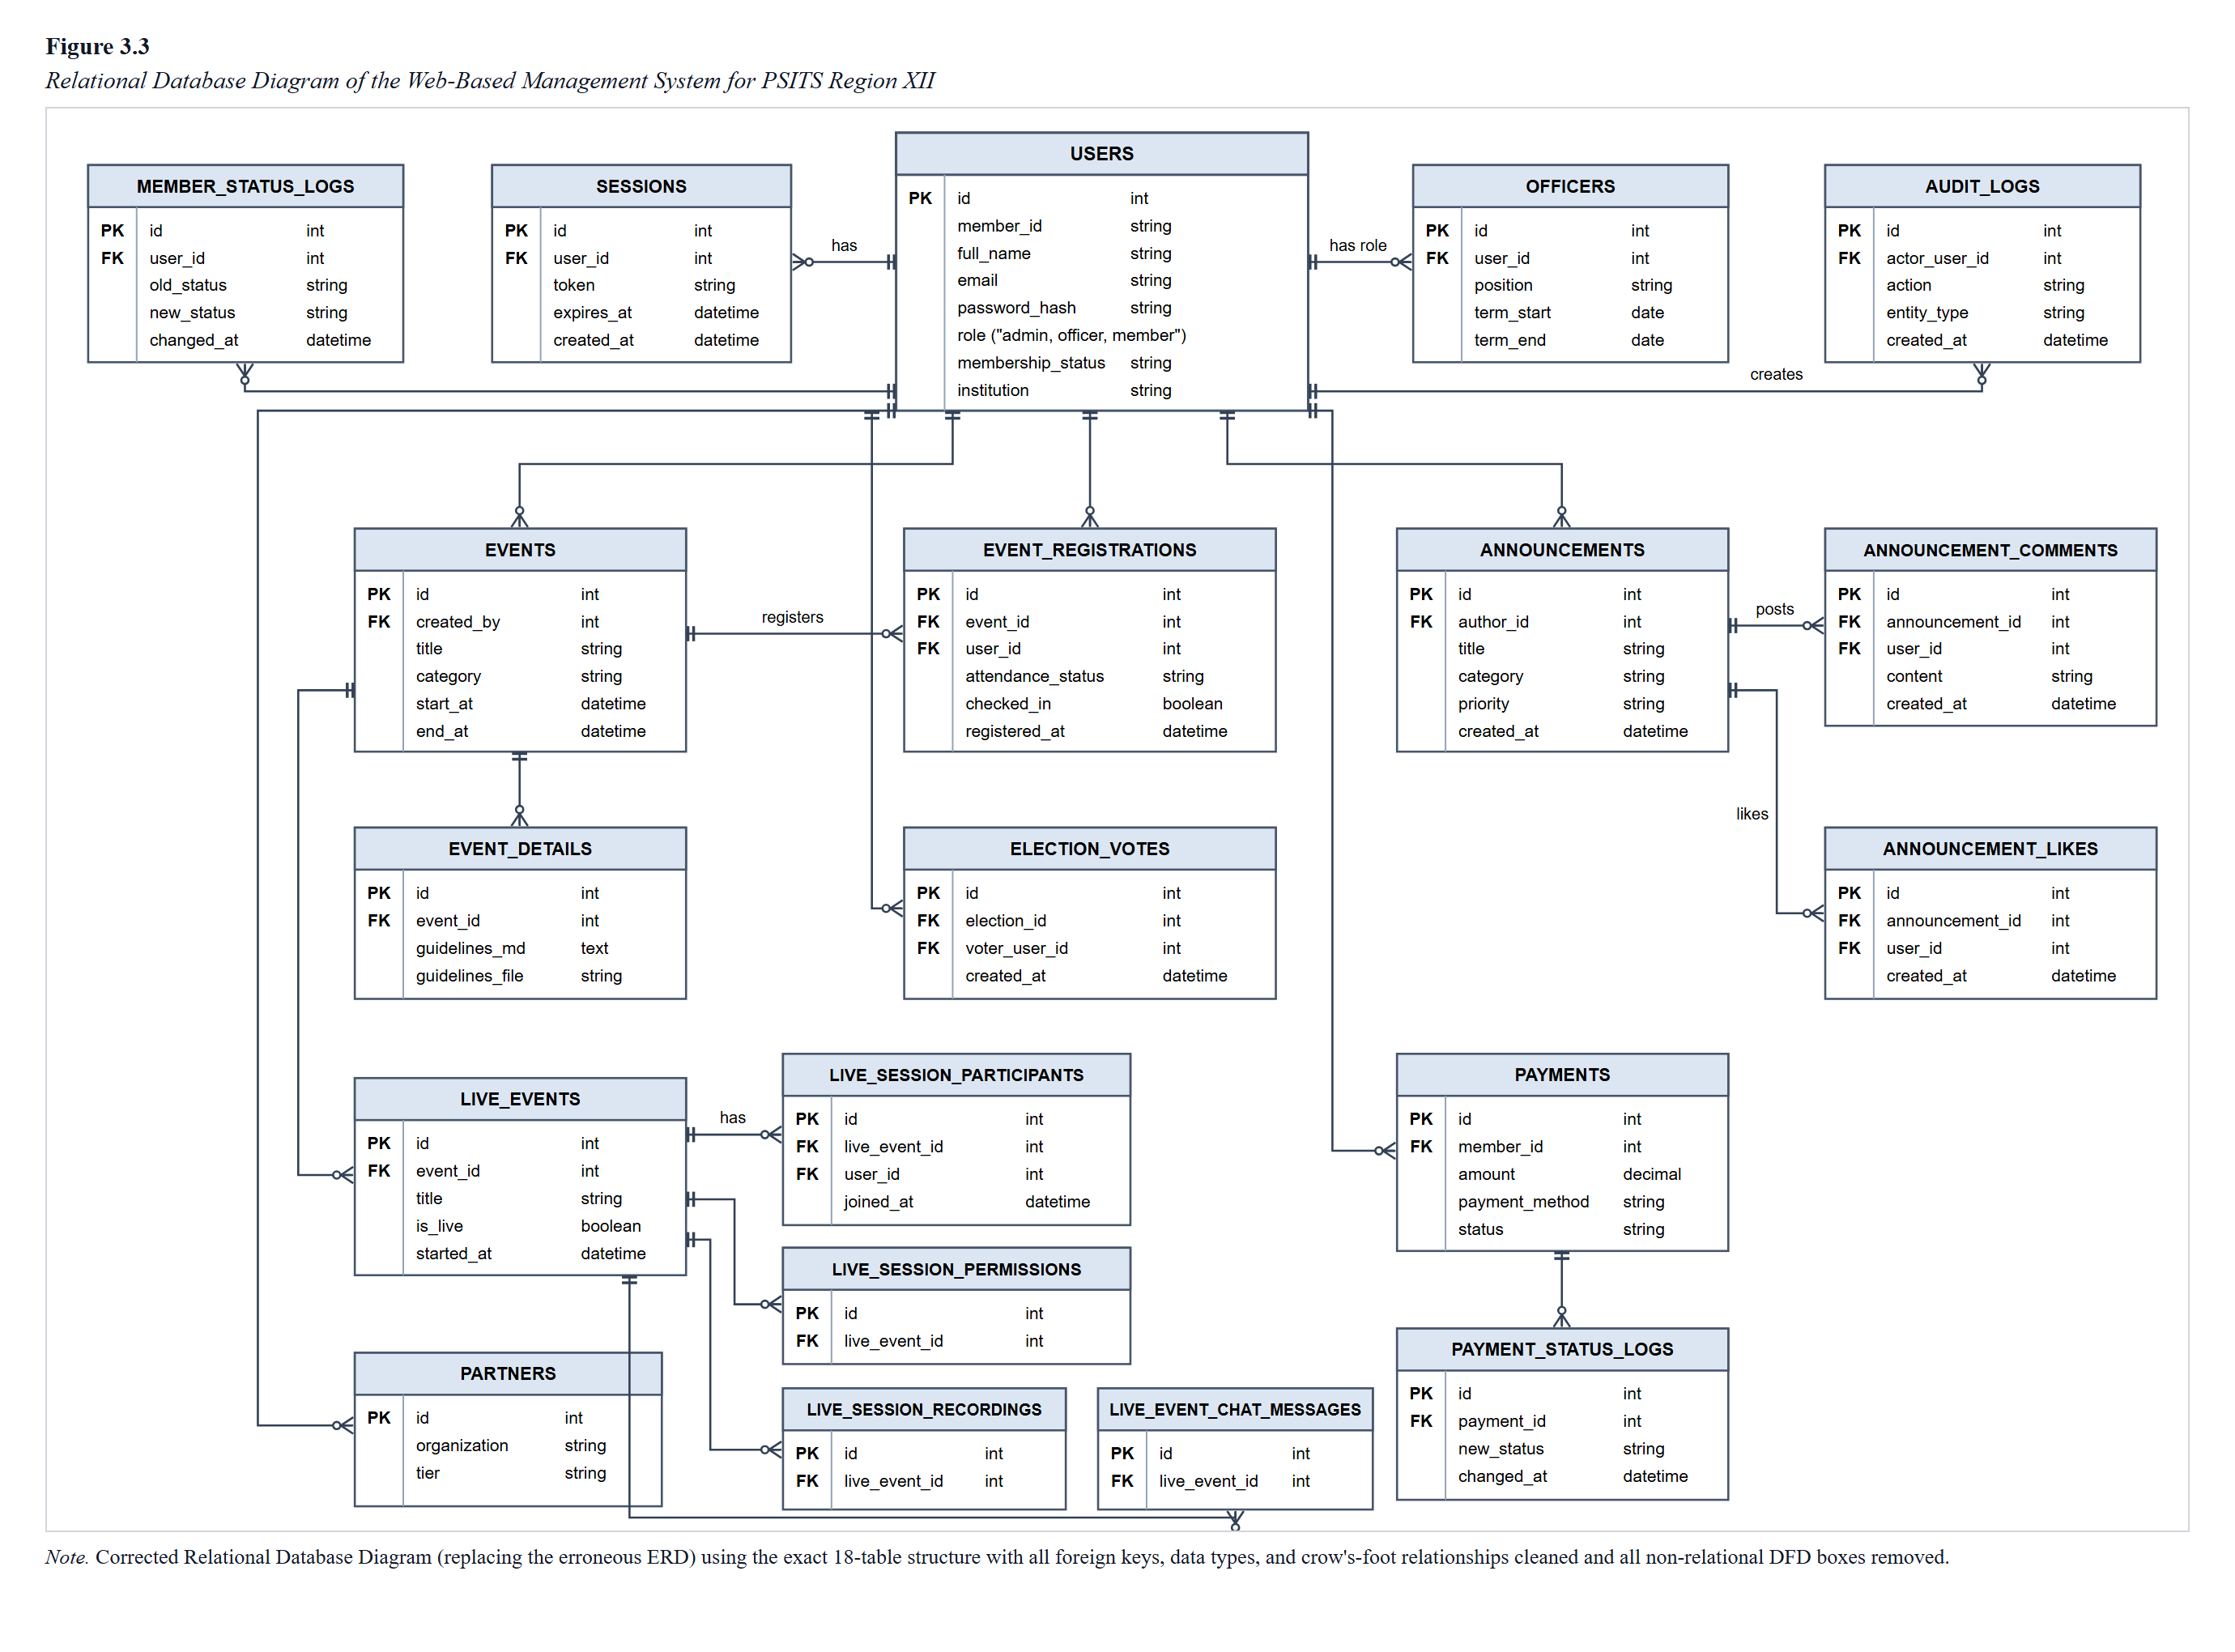 Figure 3.3
Relational Database Diagram of the Web-Based Management System for PSITS Region XII
MEMBER_STATUS_LOGS
PK id int
FK user_id int
old_status string
new_status string
changed_at datetime
SESSIONS
PK id int
FK user_id int
token string
expires_at datetime
created_at datetime
has
USERS
PK id int
member_id string
full_name string
email string
password_hash string
role ("admin, officer, member")
membership_status string
institution string
has role
OFFICERS
PK id int
FK user_id int
position string
term_start date
term_end date
AUDIT_LOGS
PK id int
FK actor_user_id int
action string
entity_type string
created_at datetime
creates
EVENTS
PK id int
FK created_by int
title string
category string
start_at datetime
end_at datetime
registers
EVENT_REGISTRATIONS
PK id int
FK event_id int
FK user_id int
attendance_status string
checked_in boolean
registered_at datetime
ANNOUNCEMENTS
PK id int
FK author_id int
title string
category string
priority string
created_at datetime
posts
ANNOUNCEMENT_COMMENTS
PK id int
FK announcement_id int
FK user_id int
content string
created_at datetime
likes
EVENT_DETAILS
PK id int
FK event_id int
guidelines_md text
guidelines_file string
ELECTION_VOTES
PK id int
FK election_id int
FK voter_user_id int
created_at datetime
ANNOUNCEMENT_LIKES
PK id int
FK announcement_id int
FK user_id int
created_at datetime
LIVE_EVENTS
PK id int
FK event_id int
title string
is_live boolean
started_at datetime
has
LIVE_SESSION_PARTICIPANTS
PK id int
FK live_event_id int
FK user_id int
joined_at datetime
PAYMENTS
PK id int
FK member_id int
amount decimal
payment_method string
status string
LIVE_SESSION_PERMISSIONS
PK id int
FK live_event_id int
PARTNERS
PK id int
organization string
tier string
LIVE_SESSION_RECORDINGS
PK id int
FK live_event_id int
LIVE_EVENT_CHAT_MESSAGES
PK id int
FK live_event_id int
PAYMENT_STATUS_LOGS
PK id int
FK payment_id int
new_status string
changed_at datetime
Note. Corrected Relational Database Diagram (replacing the erroneous ERD) using the exact 18-table structure with all foreign keys, data types, and crow's-foot relationships cleaned and all non-relational DFD boxes removed.